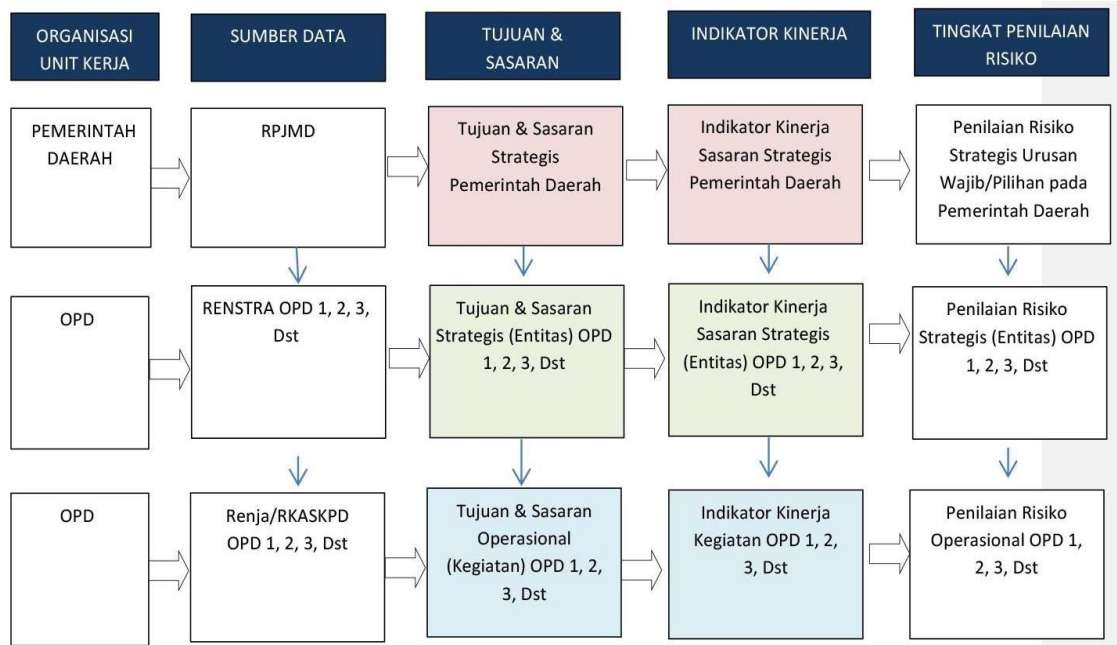 ORGANISASI
UNIT KERJA
SUMBER DATA
TUJUAN &
SASARAN
INDIKATOR KINERJA
TINGKAT PENILAIAN
RISIKO
PEMERINTAH
DAERAH
RPJMD
Tujuan & Sasaran
Strategis
Pemerintah Daerah
Indikator Kinerja
Sasaran Strategis
Pemerintah Daerah
Penilaian Risiko
Strategis Urusan
Wajib/Pilihan pada
Pemerintah Daerah
OPD
RENSTRA OPD 1, 2, 3,
Dst
Tujuan & Sasaran
Strategis (Entitas) OPD
1, 2, 3, Dst
Indikator Kinerja
Sasaran Strategis
(Entitas) OPD 1, 2, 3,
Dst
Penilaian Risiko
Strategis (Entitas) OPD
1, 2, 3, Dst
OPD
Renja/RKASKPD
OPD 1, 2, 3, Dst
Tujuan & Sasaran
Operasional
(Kegiatan) OPD 1, 2,
3, Dst
Indikator Kinerja
Kegiatan OPD 1, 2,
3, Dst
Penilaian Risiko
Operasional OPD 1,
2, 3, Dst